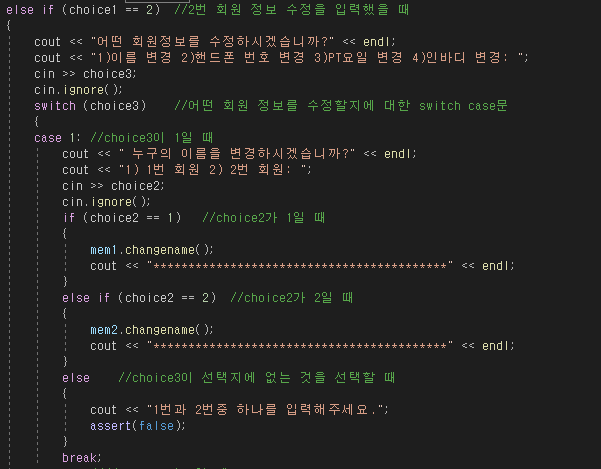 else if (choice1 == 2)  //2번 회원 정보 수정을 입력했을 때
{
    cout << "어떤 회원정보를 수정하시겠습니까?" << endl;
    cout << "1)이름 변경 2)핸드폰 번호 변경 3)PT요일 변경 4)인바디 변경: ";
    cin >> choice3;
    cin.ignore();
    switch (choice3)    //어떤 회원 정보를 수정할지에 대한 switch case문
    {
    case 1: //choice3이 1일 때
        cout << " 누구의 이름을 변경하시겠습니까?" << endl;
        cout << "1) 1번 회원 2) 2번 회원: ";
        cin >> choice2;
        cin.ignore();
        if (choice2 == 1)   //choice2가 1일 때
        {
            mem1.changename();
            cout << "******************************************" << endl;
        }
        else if (choice2 == 2)  //choice2가 2일 때
        {
            mem2.changename();
            cout << "******************************************" << endl;
        }
        else    //choice3이 선택지에 없는 것을 선택할 때
        {
            cout << "1번과 2번중 하나를 입력해주세요.";
            assert(false);
        }
        break;